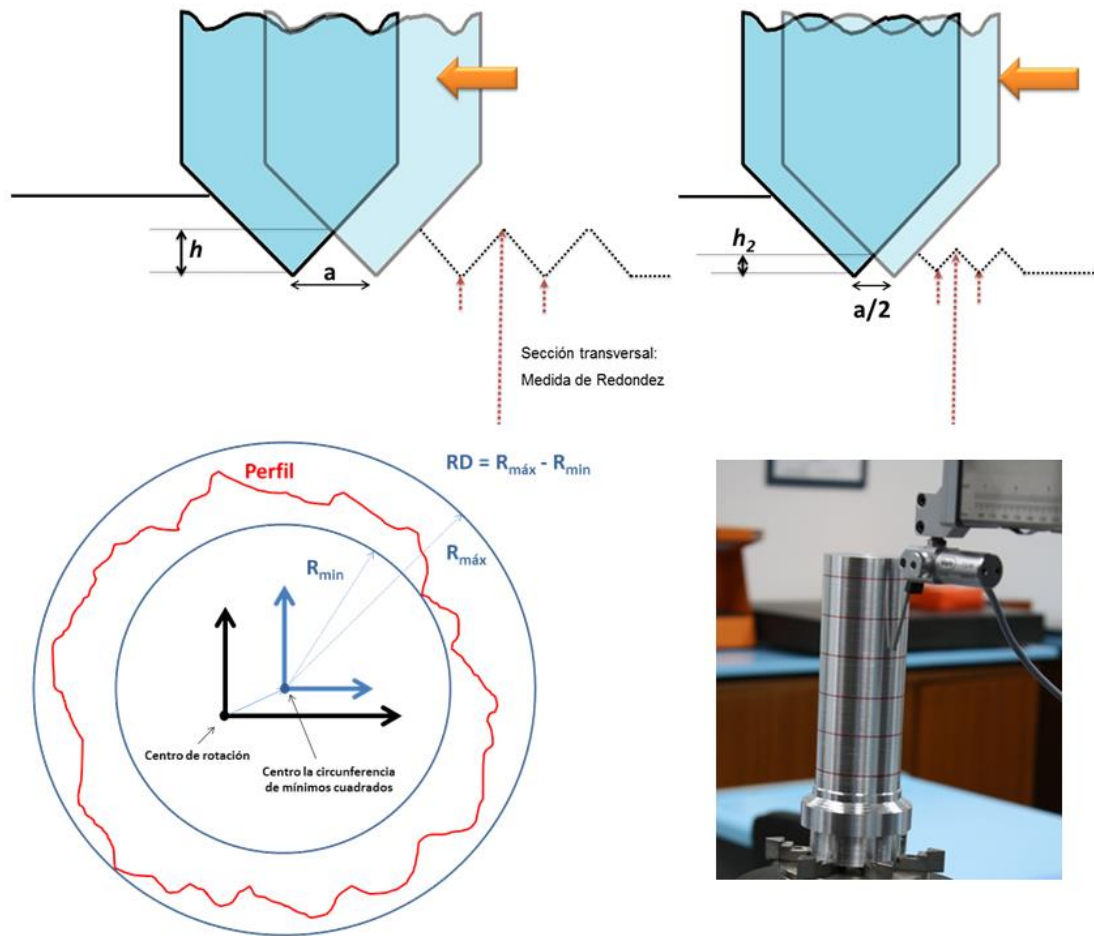 h
a
h₂
a/2
Sección transversal:
Medida de Redondez
Perfil
RD = Rmáx - Rmin
Rmin
Rmáx
Centro de rotación
Centro la circunferencia
de mínimos cuadrados